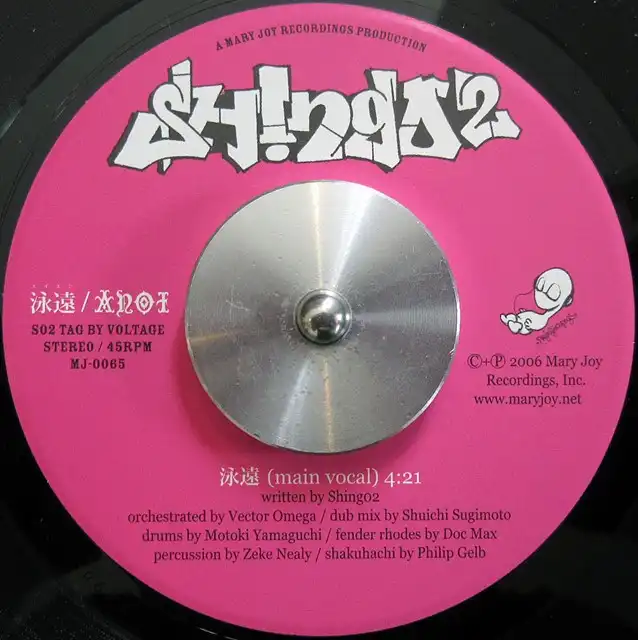 A MARY JOY RECORDINGS PRODUCTION
SH!NGO2
泳遠 / ANOI
S02 TAG BY VOLTAGE
STEREO / 45RPM
MJ-0065
©+℗ 2006 Mary Joy
Recordings, Inc.
www.maryjoy.net
泳遠 (main vocal) 4:21
written by Shing02
orchestrated by Vector Omega / dub mix by Shuichi Sugimoto
drums by Motoki Yamaguchi / fender rhodes by Doc Max
percussion by Zeke Nealy / shakuhachi by Philip Gelb